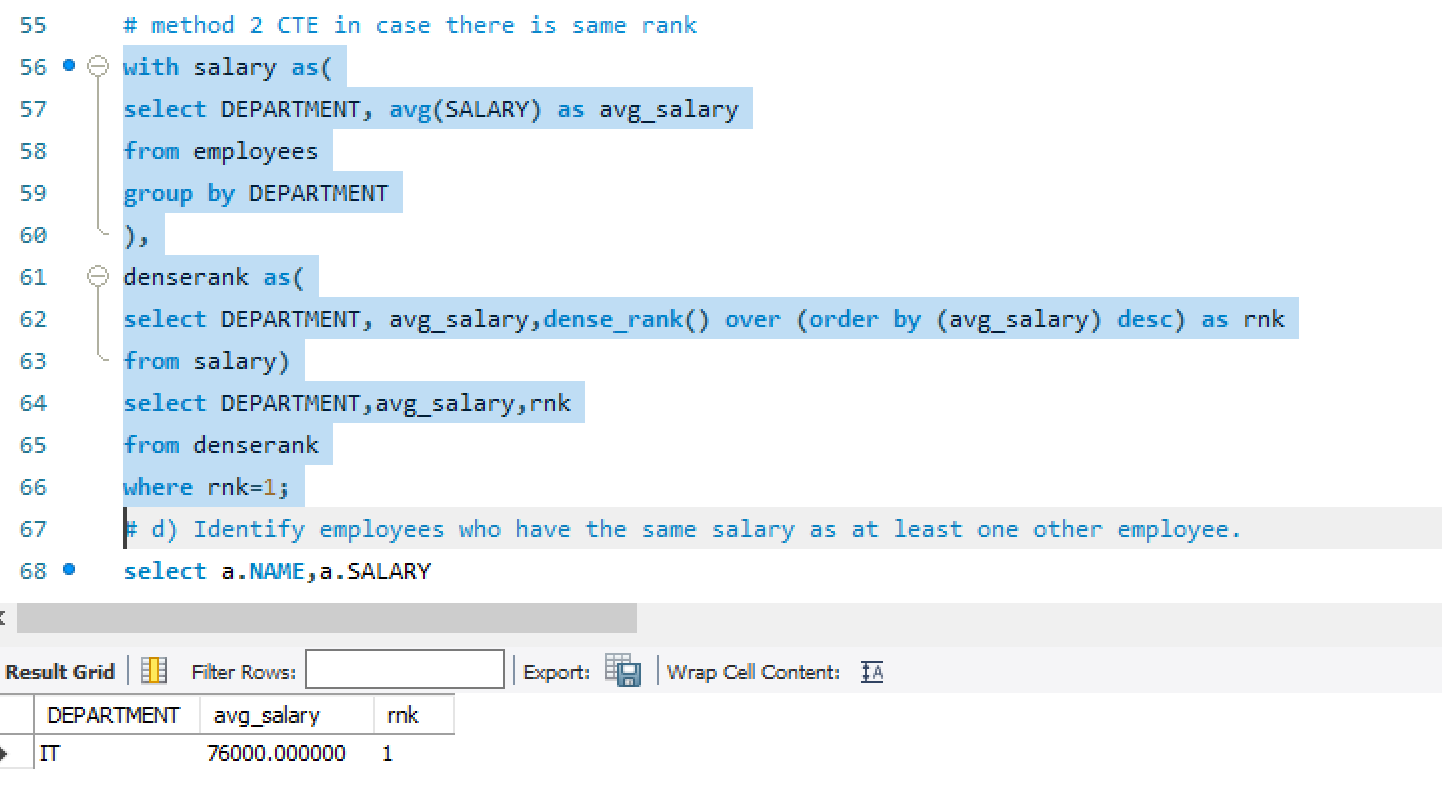 55 # method 2 CTE in case there is same rank
56 with salary as(
57 select DEPARTMENT, avg(SALARY) as avg_salary
58 from employees
59 group by DEPARTMENT
60 ),
61 denserank as(
62 select DEPARTMENT, avg_salary,dense_rank() over (order by (avg_salary) desc) as rnk
63 from salary)
64 select DEPARTMENT,avg_salary,rnk
65 from denserank
66 where rnk=1;
67 # d) Identify employees who have the same salary as at least one other employee.
68 select a.NAME,a.SALARY
Result Grid Filter Rows: Export: Wrap Cell Content: IA
DEPARTMENT avg_salary rnk
IT 76000.000000 1